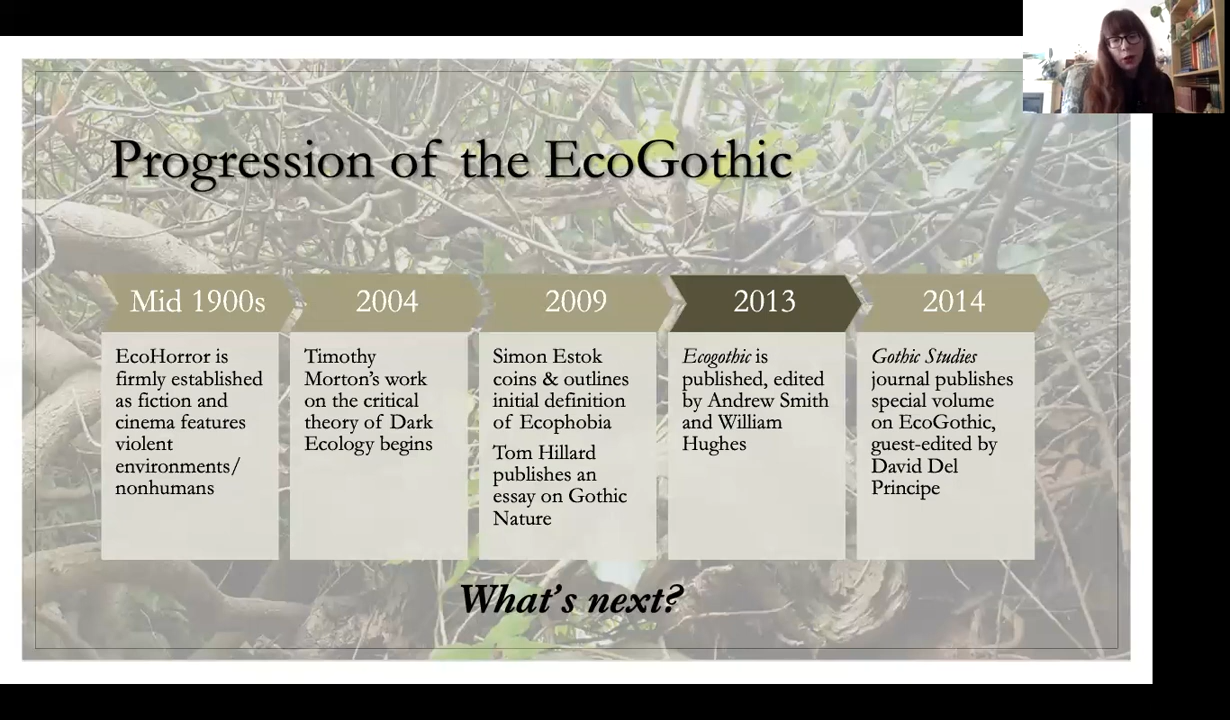 Progression of the EcoGothic
Mid 1900s
EcoHorror is
firmly established
as fiction and
cinema features
violent
environments/
nonhumans
2004
Timothy
Morton's work
on the critical
theory of Dark
Ecology begins
2009
Simon Estok
coins & outlines
initial definition
of Ecophobia
Tom Hillard
publishes an
essay on Gothic
Nature
2013
Ecogothic is
published, edited
by Andrew Smith
and William
Hughes
2014
Gothic Studies
journal publishes
special volume
on EcoGothic,
guest-edited by
David Del
Principe
What's next?